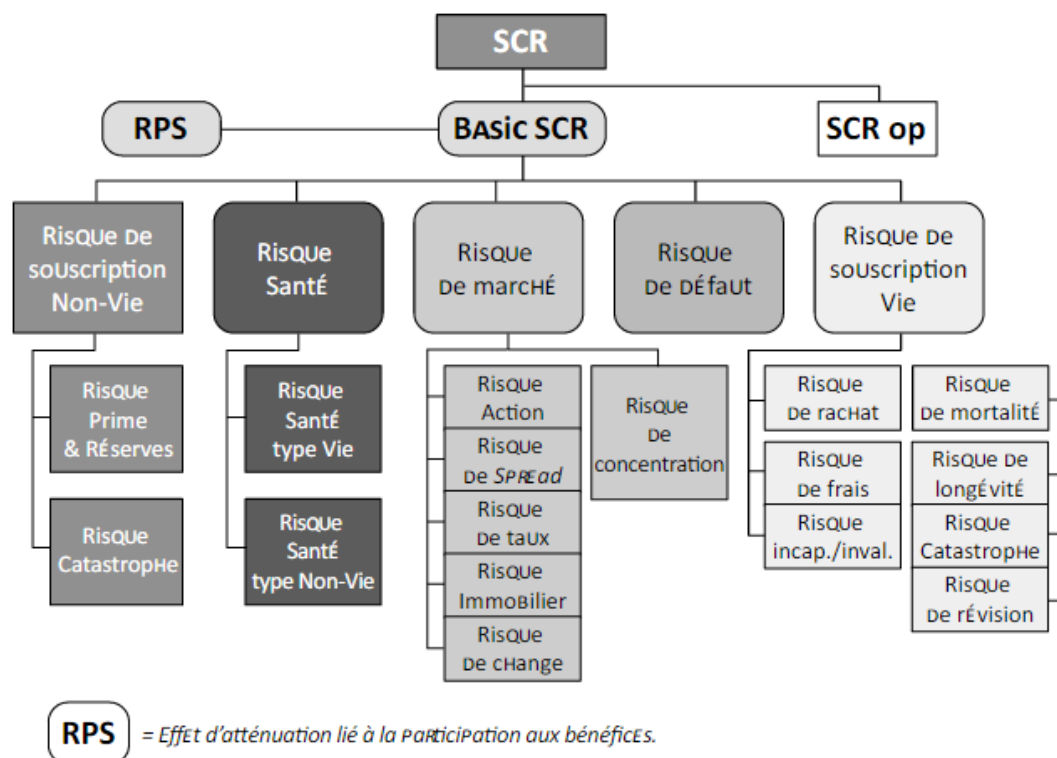 SCR
RPS
BAsic SCR
SCR op
RisQUe De
soUscription
Non-Vie
RisQUe
SantÉ
RisQUe
De marcHÉ
RisQUe
De DÉfaUt
RisQUe De
soUscription
Vie
RisQUe
Prime
& RÉserves
RisQUe
CatastropHe
RisQUe
SantÉ
type Vie
RisQUe
SantÉ
type Non-Vie
RisQUe
Action
RisQUe
De SPREad
RisQUe
De taUx
RisQUe
ImmoBilier
RisQUe
De cHange
RisQUe
De
concentration
RisQUe
De racHat
RisQUe
De frais
RisQUe
incap./inval.
RisQUe
De mortalitÉ
RisQUe De
longÉvitÉ
RisQUe
CatastropHe
RisQUe
De rÉvision
RPS = EffEt d'atténuation lié à la PaRticiPation aux bénéficEs.